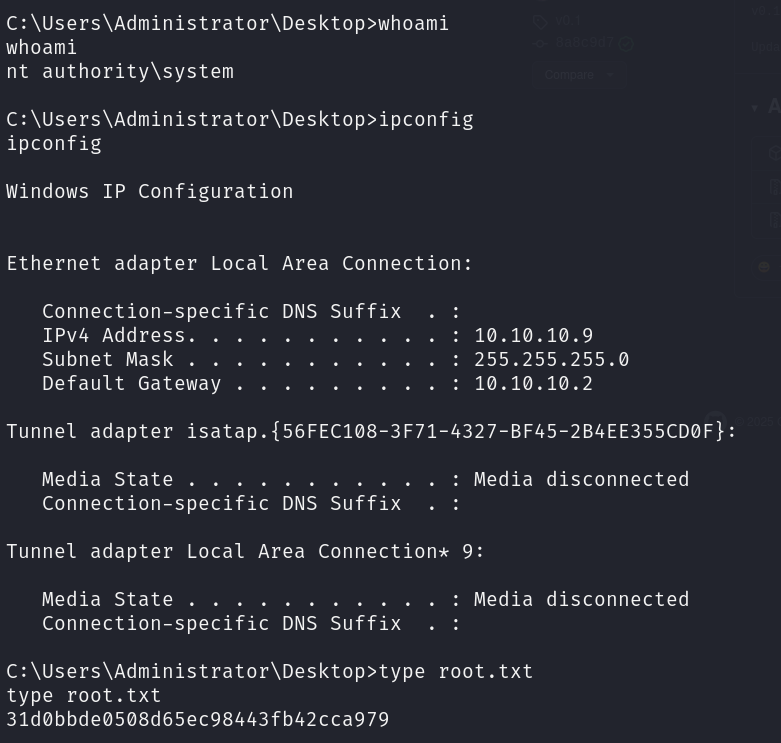 C:\Users\Administrator\Desktop>whoami
whoami
nt authority\system
C:\Users\Administrator\Desktop>ipconfig
ipconfig
Windows IP Configuration
Ethernet adapter Local Area Connection:
   Connection-specific DNS Suffix  . :
   IPv4 Address. . . . . . . . . . . : 10.10.10.9
   Subnet Mask . . . . . . . . . . . : 255.255.255.0
   Default Gateway . . . . . . . . . : 10.10.10.2
Tunnel adapter isatap.{56FEC108-3F71-4327-BF45-2B4EE355CD0F}:
   Media State . . . . . . . . . . . : Media disconnected
   Connection-specific DNS Suffix  . :
Tunnel adapter Local Area Connection* 9:
   Media State . . . . . . . . . . . : Media disconnected
   Connection-specific DNS Suffix  . :
C:\Users\Administrator\Desktop>type root.txt
type root.txt
31d0bbde0508d65ec98443fb42cca979
v0.1
Compare